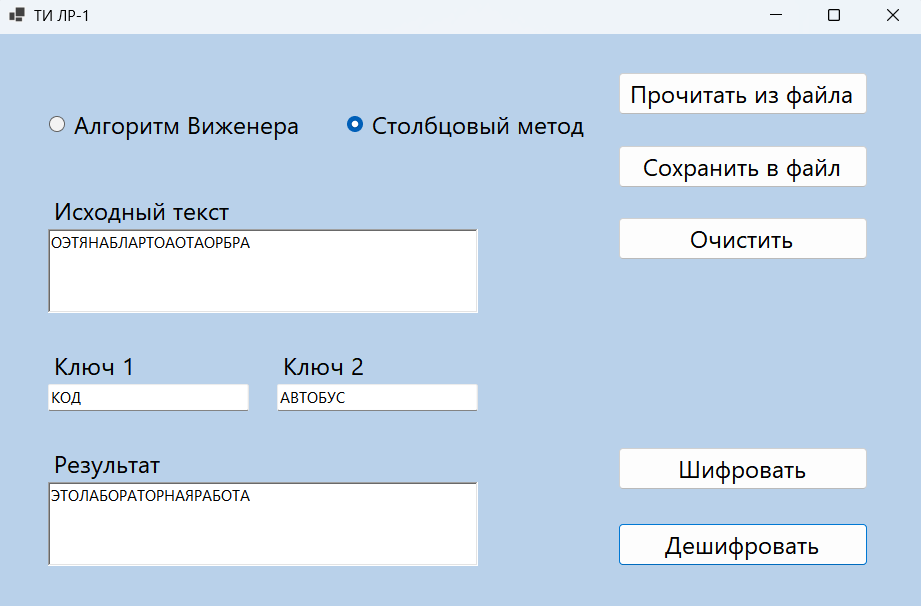 ТИ ЛР-1
Прочитать из файла
Алгоритм Виженера
Столбцовый метод
Сохранить в файл
Исходный текст
Очистить
ОЭТЯНАБЛАРТОАОТАОРБРА
Ключ 1
Ключ 2
КОД
АВТОБУС
Результат
Шифровать
ЭТОЛАБОРАТОРНАЯРАБОТА
Дешифровать